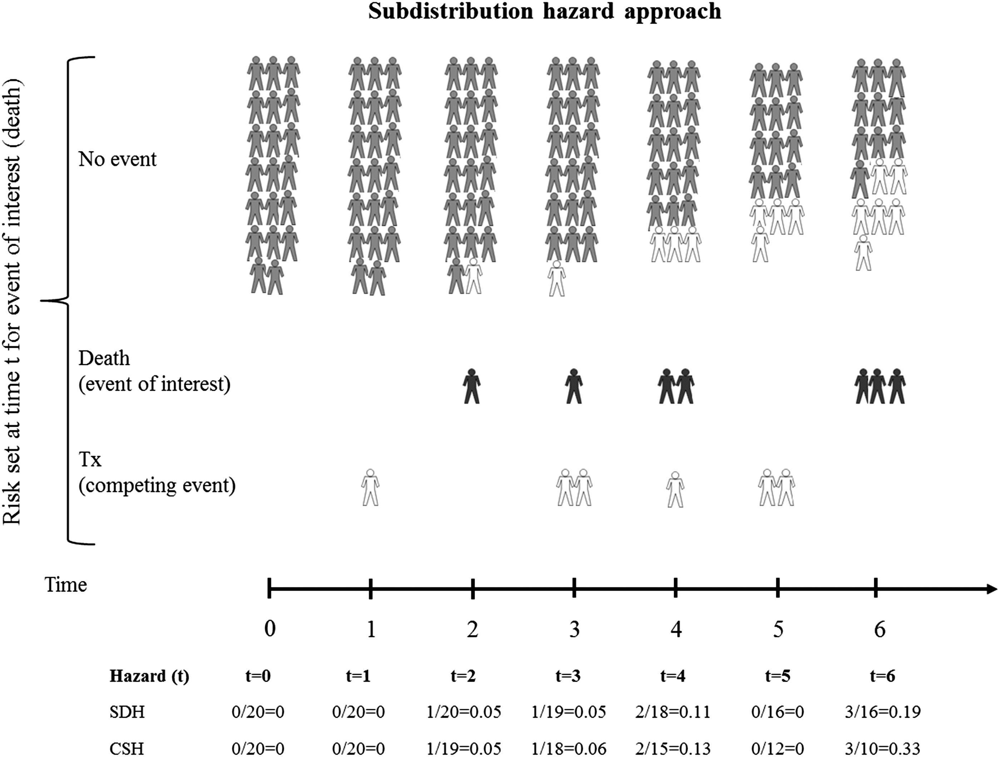 Subdistribution hazard approach
Risk set at time t for event of interest (death)
No event
Death
(event of interest)
Tx
(competing event)
Time
0 1 2 3 4 5 6
Hazard (t) t=0 t=1 t=2 t=3 t=4 t=5 t=6
SDH 0/20=0 0/20=0 1/20=0.05 1/19=0.05 2/18=0.11 0/16=0 3/16=0.19
CSH 0/20=0 0/20=0 1/19=0.05 1/18=0.06 2/15=0.13 0/12=0 3/10=0.33